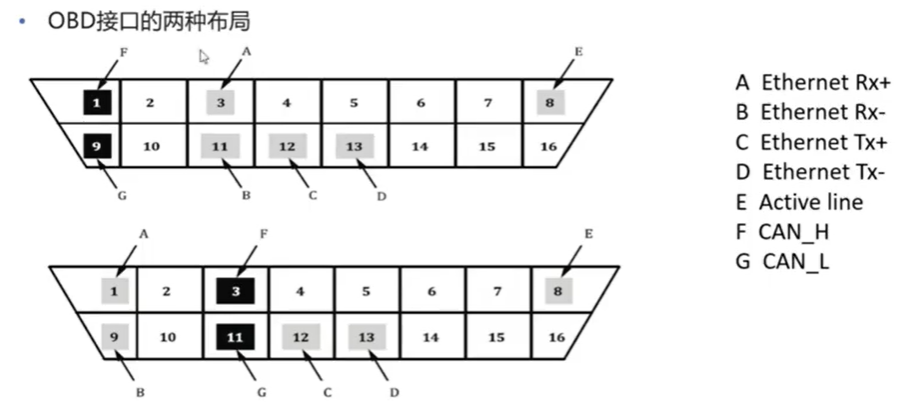 • OBD接口的两种布局
F A E
1 2 3 4 5 6 7 8
9 10 11 12 13 14 15 16
G B C D
A F E
1 2 3 4 5 6 7 8
9 10 11 12 13 14 15 16
B G C D
A Ethernet Rx+
B Ethernet Rx-
C Ethernet Tx+
D Ethernet Tx-
E Active line
F CAN_H
G CAN_L